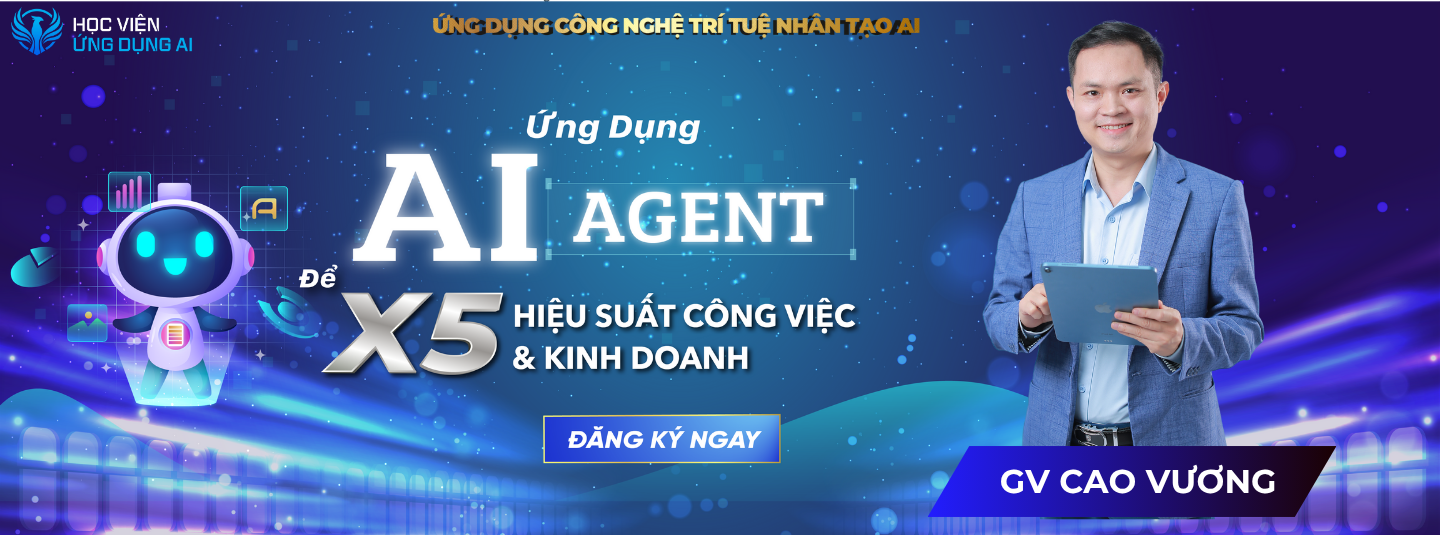 HỌC VIỆN
ỨNG DỤNG AI
ỨNG DỤNG CÔNG NGHỆ TRÍ TUỆ NHÂN TẠO AI
Ứng Dụng
AI AGENT
Để
X5 HIỆU SUẤT CÔNG VIỆC
& KINH DOANH
ĐĂNG KÝ NGAY
GV CAO VƯƠNG